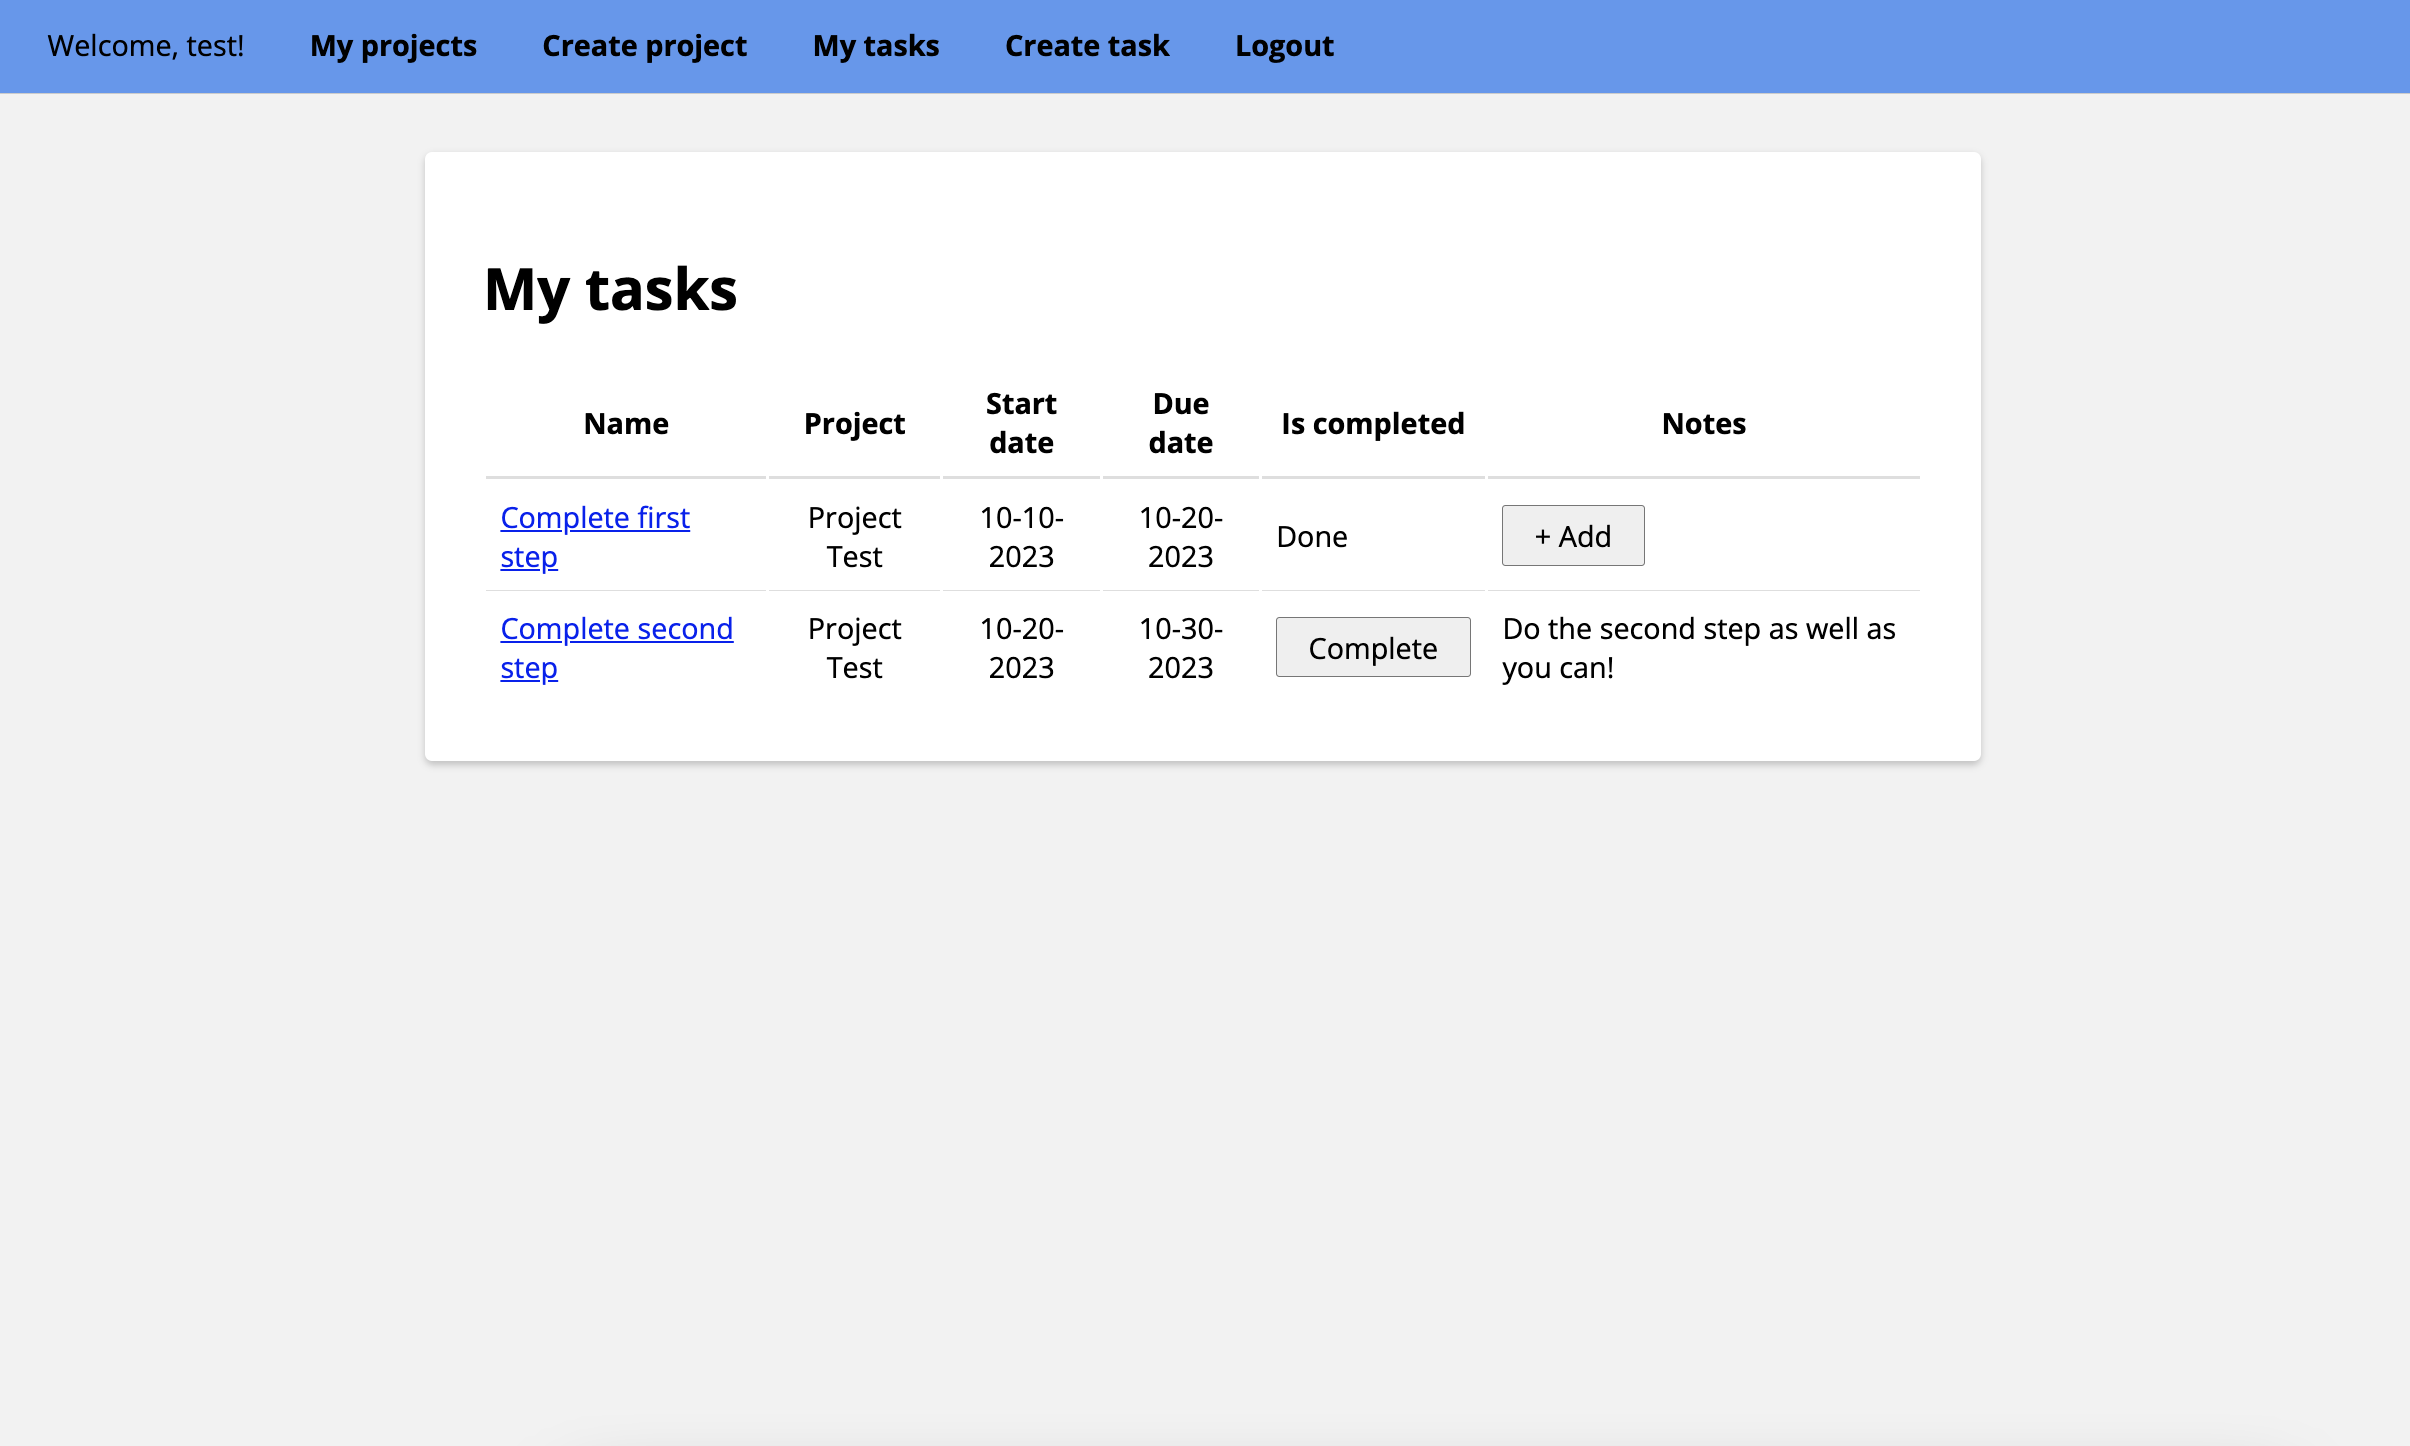 Welcome, test! My projects Create project My tasks Create task Logout
My tasks
Name Project Start date Due date Is completed Notes
Complete first step Project Test 10-10-2023 10-20-2023 Done + Add
Complete second step Project Test 10-20-2023 10-30-2023 Complete Do the second step as well as you can!